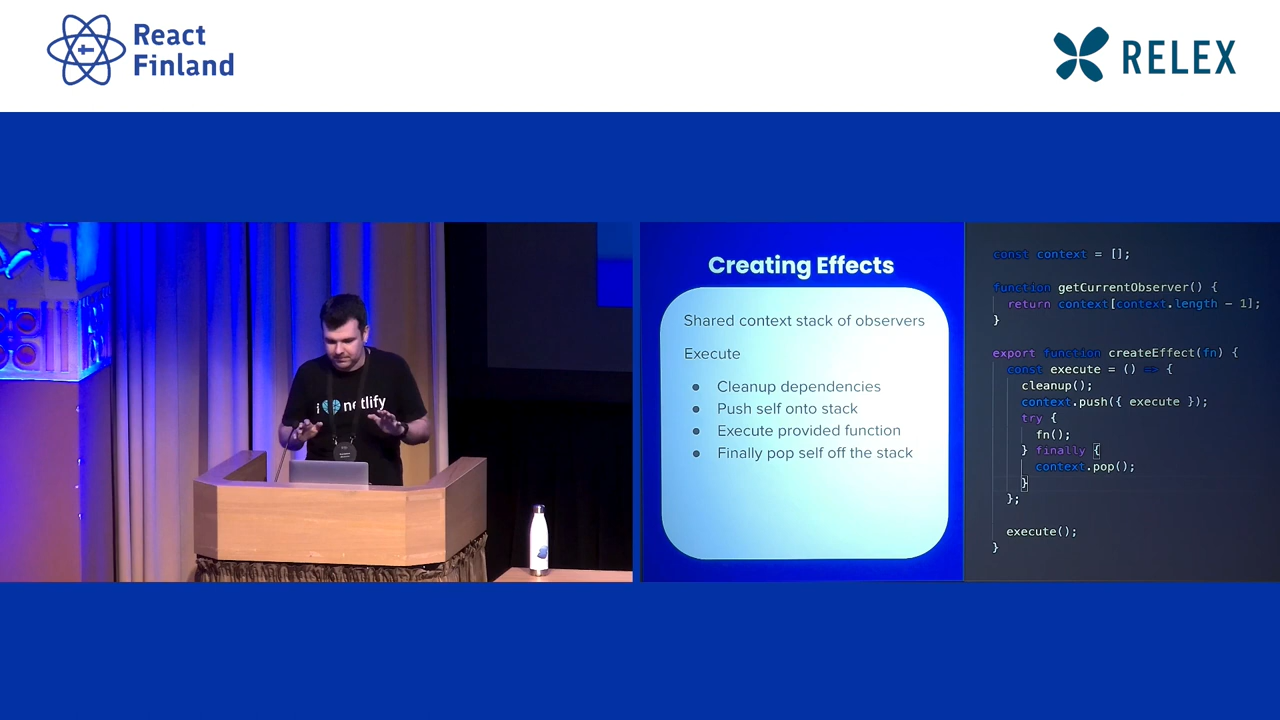 React
Finland
RELEX
i netlify
Creating Effects
Shared context stack of observers
Execute
● Cleanup dependencies
● Push self onto stack
● Execute provided function
● Finally pop self off the stack
const context = [];
function getCurrentObserver() {
return context[context.length - 1];
}
export function createEffect(fn) {
const execute = () => {
cleanup();
context.push({ execute });
try {
fn();
} finally {
context.pop();
}
};
execute();
}